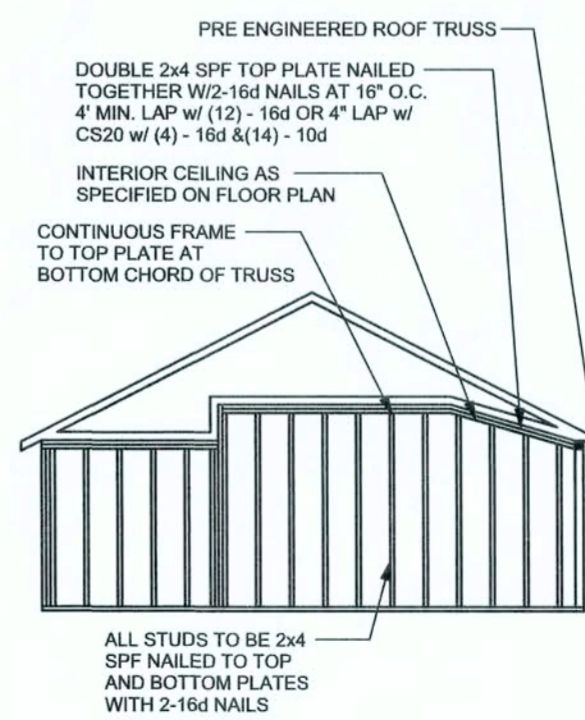 PRE ENGINEERED ROOF TRUSS
DOUBLE 2x4 SPF TOP PLATE NAILED
TOGETHER W/2-16d NAILS AT 16" O.C.
4' MIN. LAP w/ (12) - 16d OR 4" LAP w/
CS20 w/ (4) - 16d &(14) - 10d
INTERIOR CEILING AS
SPECIFIED ON FLOOR PLAN
CONTINUOUS FRAME
TO TOP PLATE AT
BOTTOM CHORD OF TRUSS
ALL STUDS TO BE 2x4
SPF NAILED TO TOP
AND BOTTOM PLATES
WITH 2-16d NAILS